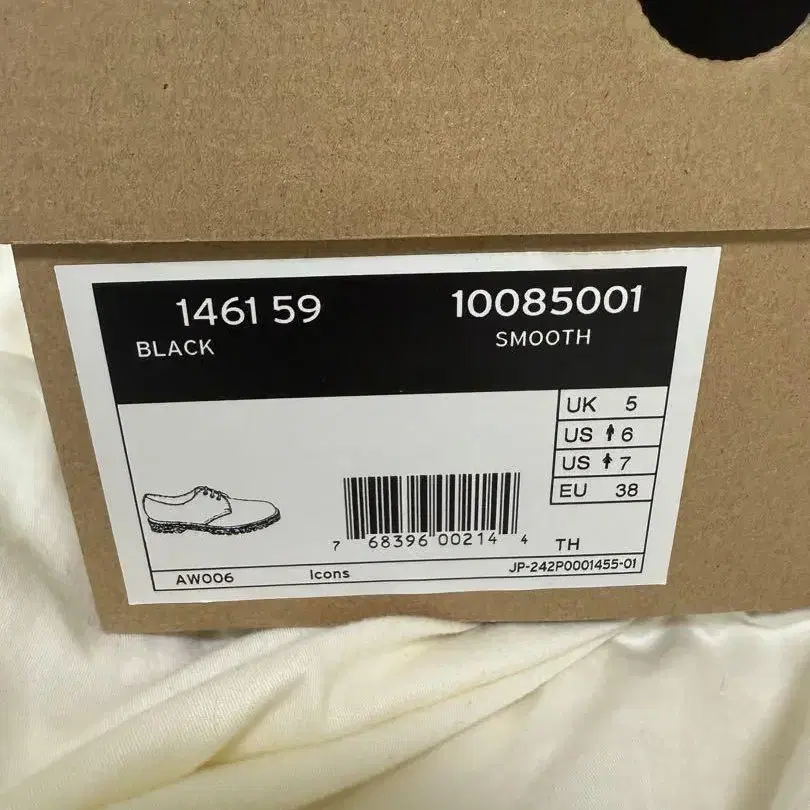 1461 59 10085001
BLACK SMOOTH
UK 5
US 6
US 7
EU 38
7 68396 00214 4
TH
AW006 Icons JP-242P0001455-01